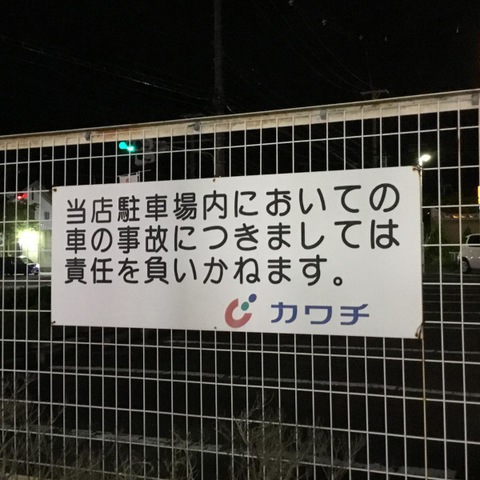 当店駐車場内においての
車の事故につきましては
責任を負いかねます。
カワチ